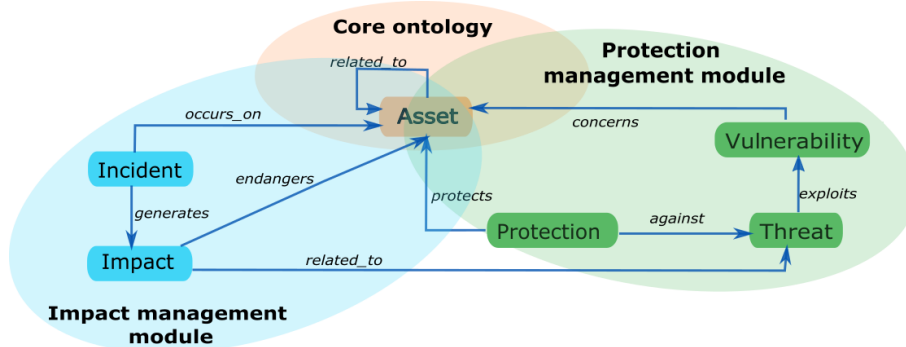 Core ontology
Protection
management module
related_to
Asset
occurs_on
concerns
Vulnerability
Incident
endangers
protects
exploits
generates
against
Protection
Threat
Impact
related_to
Impact management
module